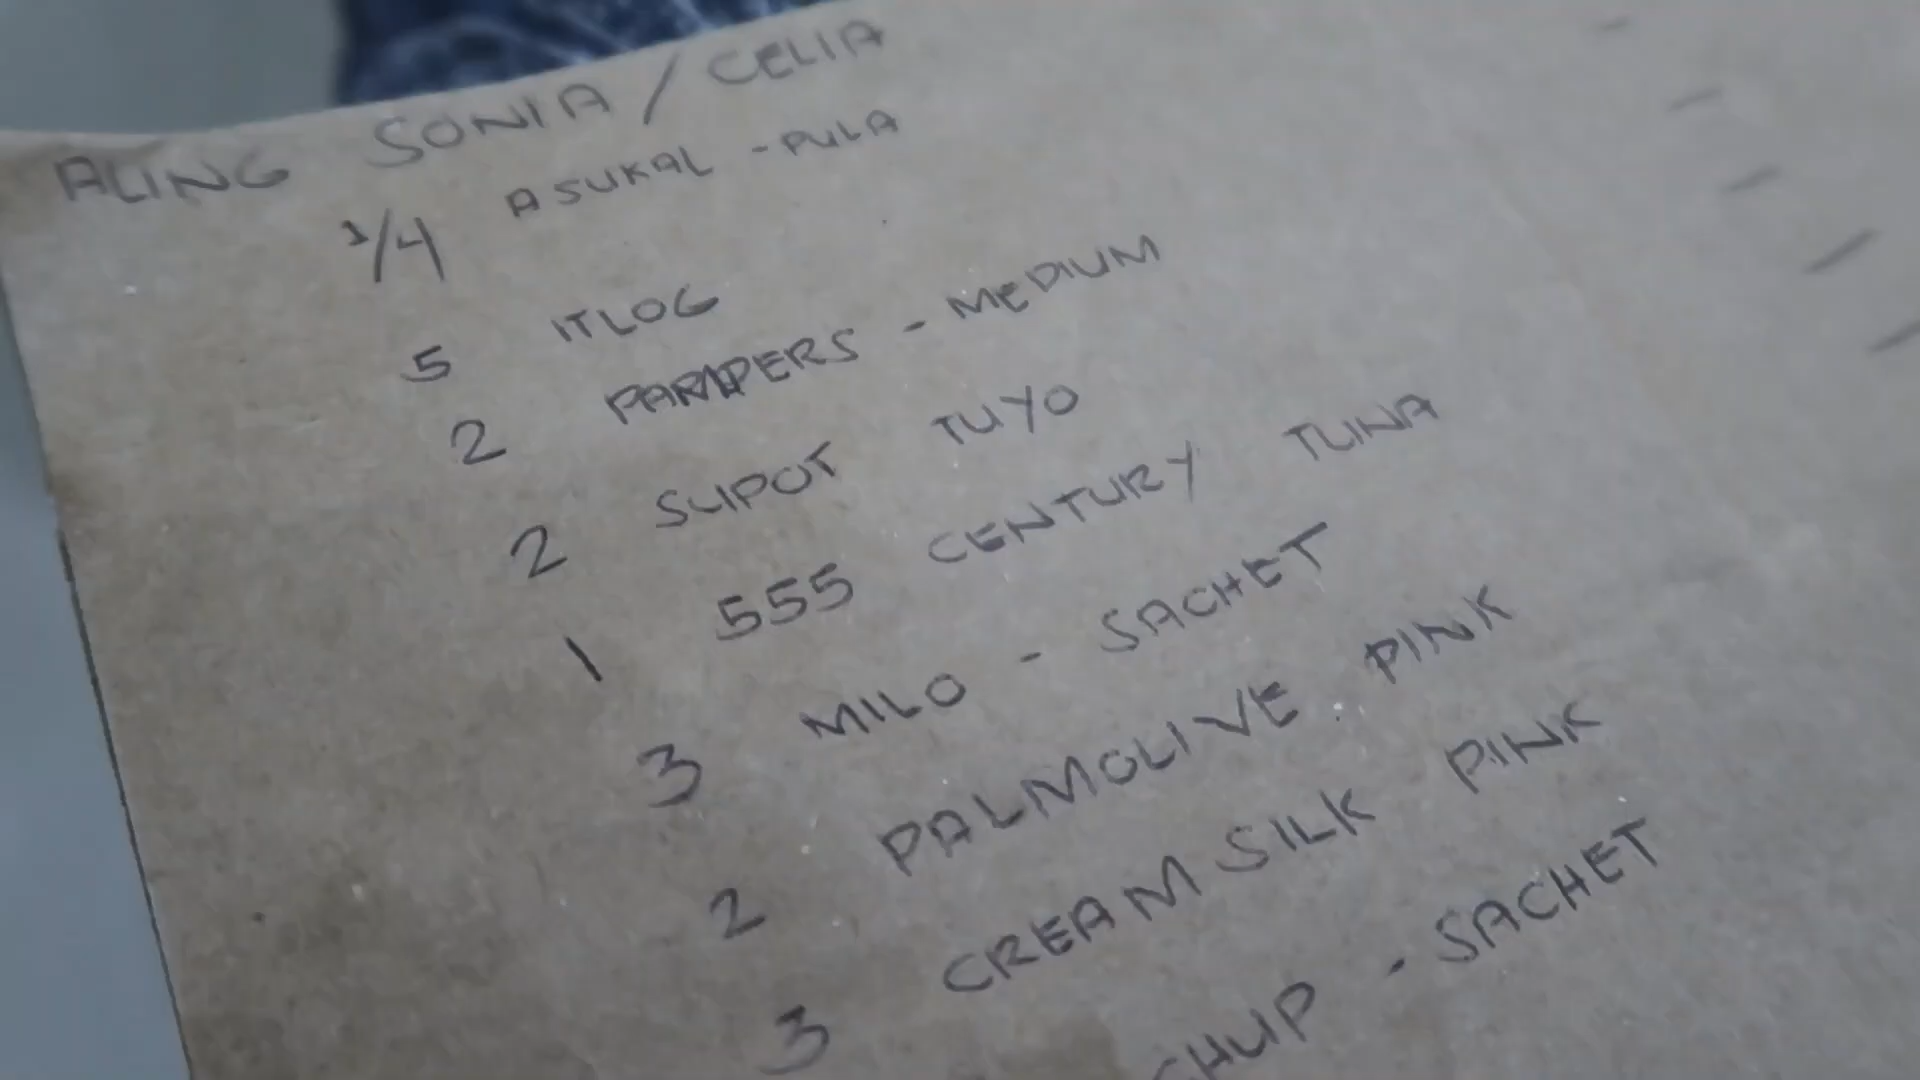 ALING SONIA / CELIA
1/4 ASUKAL - PULA
5 ITLOG
2 PAMPERS - MEDIUM
2 SUPOT TUYO
1 555 CENTURY TUNA
3 MILO - SACHET
2 PALMOLIVE PINK
3 CREAM SILK PINK
- SACHET